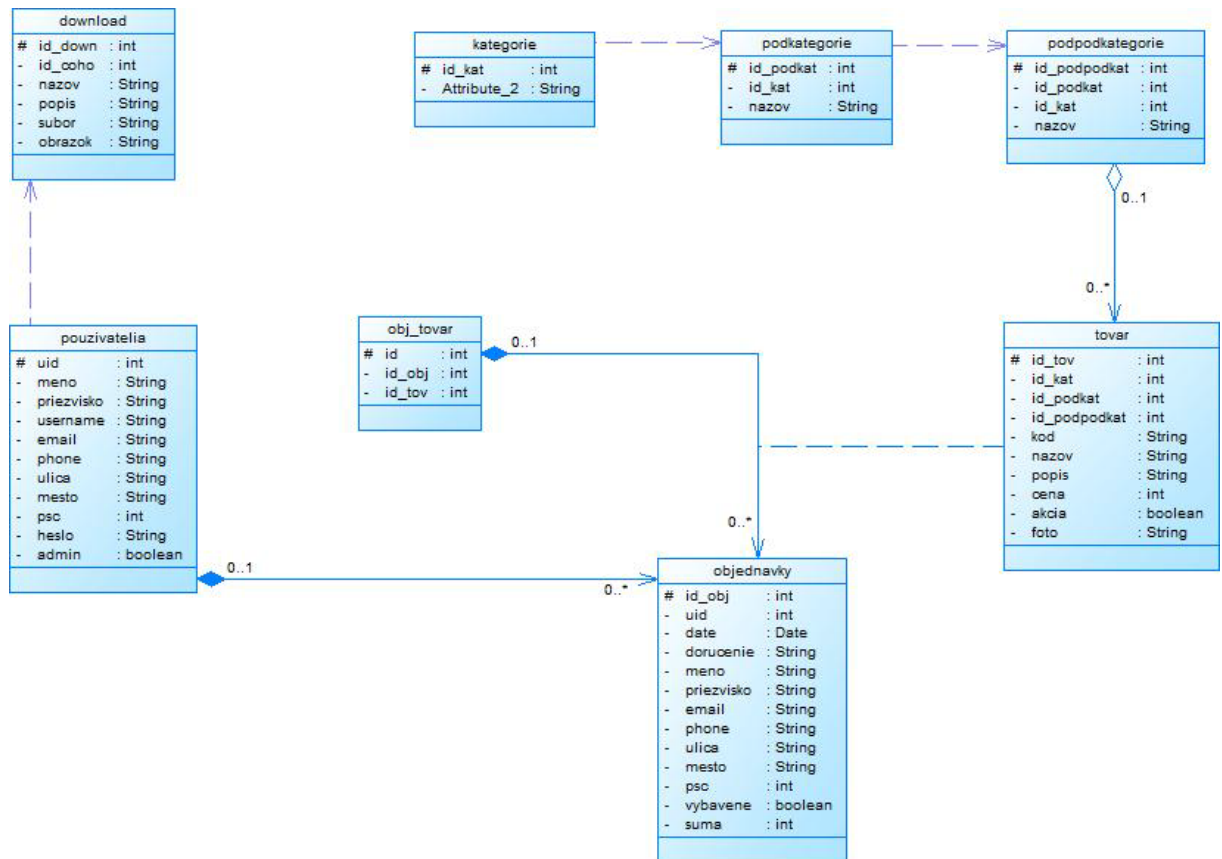 download
# id_down : int
- id_coho : int
- nazov : String
- popis : String
- subor : String
- obrazok : String
kategorie
# id_kat : int
- Attribute_2 : String
podkategorie
# id_podkat : int
- id_kat : int
- nazov : String
podpodkategorie
# id_podpodkat : int
- id_podkat : int
- id_kat : int
- nazov : String
0..1
0..*
pouzivatelia
# uid : int
- meno : String
- priezvisko : String
- username : String
- email : String
- phone : String
- ulica : String
- mesto : String
- psc : int
- heslo : String
- admin : boolean
0..1
0..*
obj_tovar
# id : int
- id_obj : int
- id_tov : int
0..1
0..*
tovar
# id_tov : int
- id_kat : int
- id_podkat : int
- id_podpodkat : int
- kod : String
- nazov : String
- popis : String
- cena : int
- akcia : boolean
- foto : String
objednavky
# id_obj : int
- uid : int
- date : Date
- dorucenie : String
- meno : String
- priezvisko : String
- email : String
- phone : String
- ulica : String
- mesto : String
- psc : int
- vybavene : boolean
- suma : int